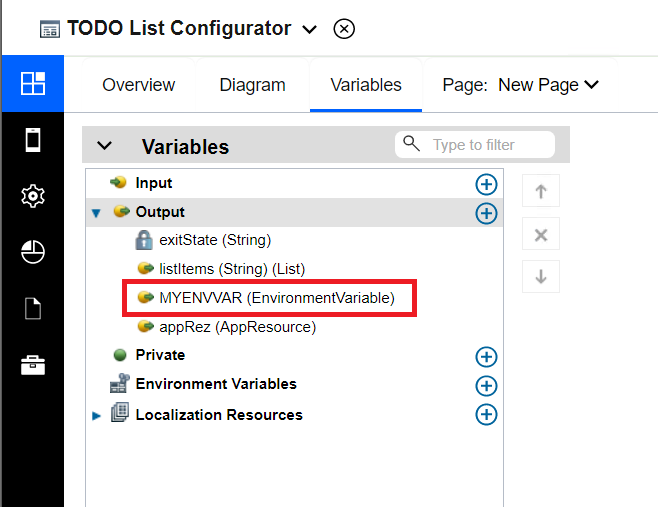 TODO List Configurator
Overview Diagram Variables Page: New Page
Variables Type to filter
Input
Output
exitState (String)
listItems (String) (List)
MYENVVAR (EnvironmentVariable)
appRez (AppResource)
Private
Environment Variables
Localization Resources